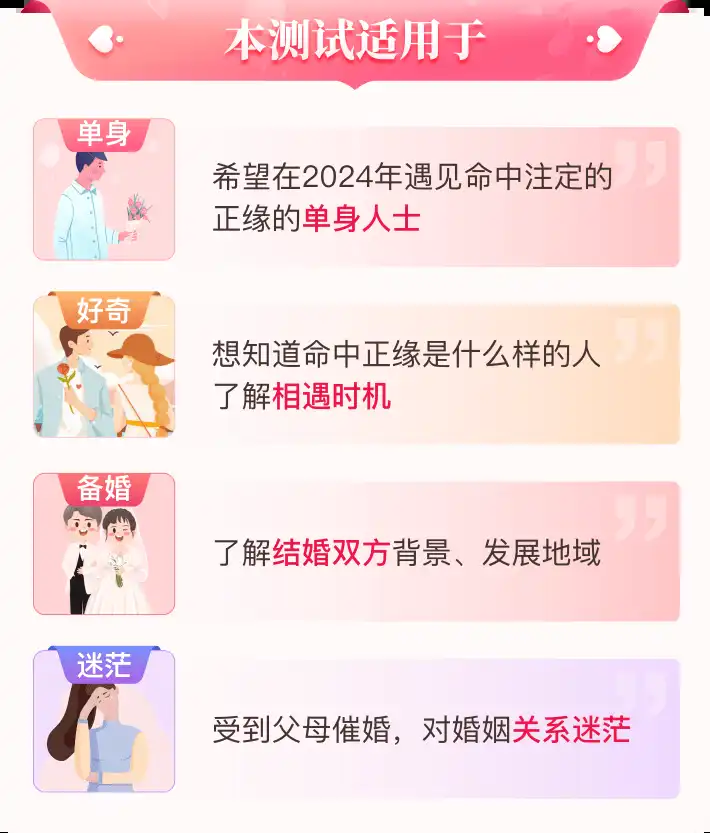 本测试适用于
单身
希望在2024年遇见命中注定的
正缘的单身人士
好奇
想知道命中正缘是什么样的人
了解相遇时机
备婚
了解结婚双方背景、发展地域
迷茫
受到父母催婚，对婚姻关系迷茫